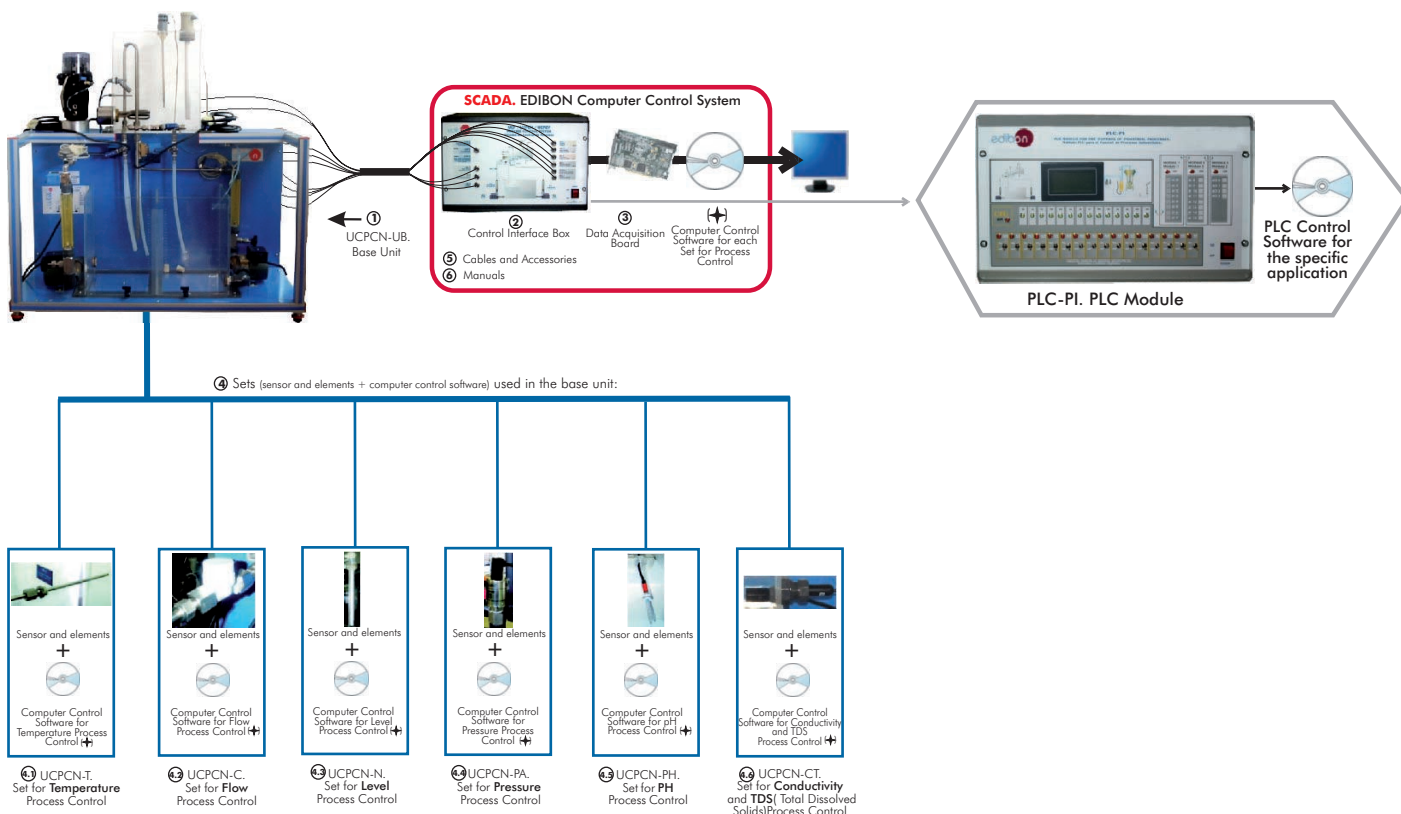 SCADA. EDIBON Computer Control System
① 
UCPCN-UB.
Base Unit
②
Control Interface Box
③
Data Acquisition
Board
Computer Control
Software for each
Set for Process
Control
⑤ Cables and Accessories
⑥ Manuals
edibon
PLC-PI
PLC-PI. PLC Module
PLC Control
Software for
the specific
application
④ Sets (sensor and elements + computer control software) used in the base unit:
Sensor and elements
+
Computer Control
Software for
Temperature Process
Control
4.1 UCPCN-T.
Set for Temperature
Process Control
Sensor and elements
+
Computer Control
Software for Flow
Process Control
4.2 UCPCN-C.
Set for Flow
Process Control
Sensor and elements
+
Computer Control
Software for Level
Process Control
4.3 UCPCN-N.
Set for Level
Process Control
Sensor and elements
+
Computer Control
Software for
Pressure Process
Control
4.4 UCPCN-PA.
Set for Pressure
Process Control
Sensor and elements
+
Computer Control
Software for pH
Process Control
4.5 UCPCN-PH.
Set for PH
Process Control
Sensor and elements
+
Computer Control
Software for Conductivity
and TDS
Process Control
4.6 UCPCN-CT.
Set for Conductivity
and TDS( Total Dissolved
Solids)Process Control